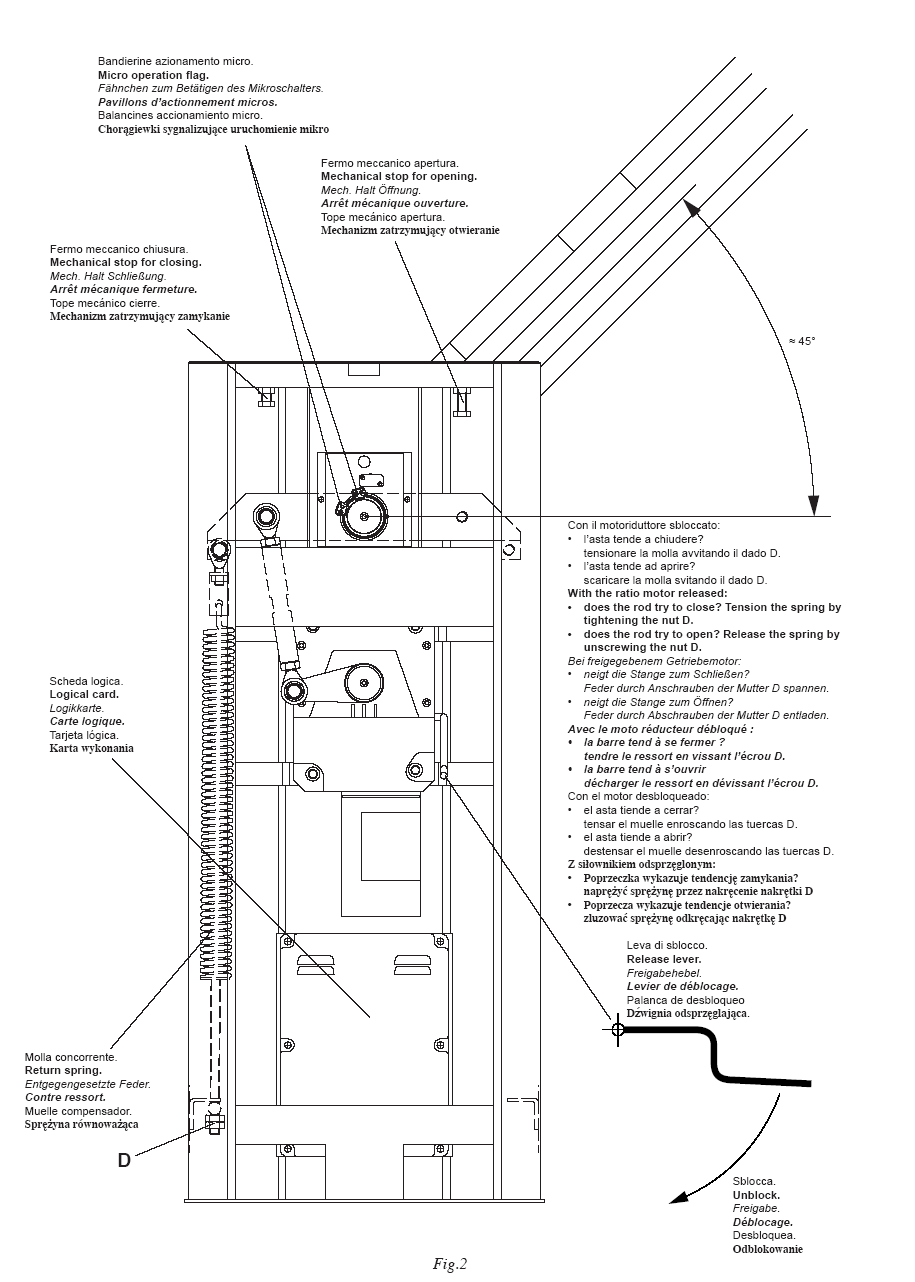 Bandierine azionamento micro.
Micro operation flag.
Fähnchen zum Betätigen des Mikroschalters.
Pavillons d'actionnement micros.
Balancines accionamiento micro.
Chorągiewki sygnalizujące uruchomienie mikro
Fermo meccanico apertura.
Mechanical stop for opening.
Mech. Halt Öffnung.
Arrêt mécanique ouverture.
Tope mecánico apertura.
Mechanizm zatrzymujący otwieranie
Fermo meccanico chiusura.
Mechanical stop for closing.
Mech. Halt Schließung.
Arrêt mécanique fermeture.
Tope mecánico cierre.
Mechanizm zatrzymujący zamykanie
≈ 45°
Con il motoriduttore sbloccato:
• l'asta tende a chiudere?
tensionare la molla avvitando il dado D.
• l'asta tende ad aprire?
scaricare la molla svitando il dado D.
With the ratio motor released:
• does the rod try to close? Tension the spring by
tightening the nut D.
• does the rod try to open? Release the spring by
unscrewing the nut D.
Bei freigegebenem Getriebemotor:
• neigt die Stange zum Schließen?
Feder durch Anschrauben der Mutter D spannen.
• neigt die Stange zum Öffnen?
Feder durch Abschrauben der Mutter D entladen.
Avec le moto réducteur débloqué :
• la barre tend à se fermer ?
tendre le ressort en vissant l'écrou D.
• la barre tend à s'ouvrir
décharger le ressort en dévissant l'écrou D.
Con el motor desbloqueado:
• el asta tiende a cerrar?
tensar el muelle enroscando las tuercas D.
• el asta tiende a abrir?
destensar el muelle desenroscando las tuercas D.
Z siłownikiem odsprzęglonym:
• Poprzeczka wykazuje tendencję zamykania?
naprężyć sprężynę przez nakręcenie nakrętki D
• Poprzecza wykazuje tendencje otwierania?
zluzować sprężynę odkręcając nakrętkę D
Scheda logica.
Logical card.
Logikkarte.
Carte logique.
Tarjeta lógica.
Karta wykonania
Leva di sblocco.
Release lever.
Freigabehebel.
Levier de déblocage.
Palanca de desbloqueo
Dźwignia odsprzęglająca.
Molla concorrente.
Return spring.
Entgegengesetzte Feder.
Contre ressort.
Muelle compensador.
Sprężyna równoważąca
D
Sblocca.
Unblock.
Freigabe.
Déblocage.
Desbloquea.
Odblokowanie
Fig.2